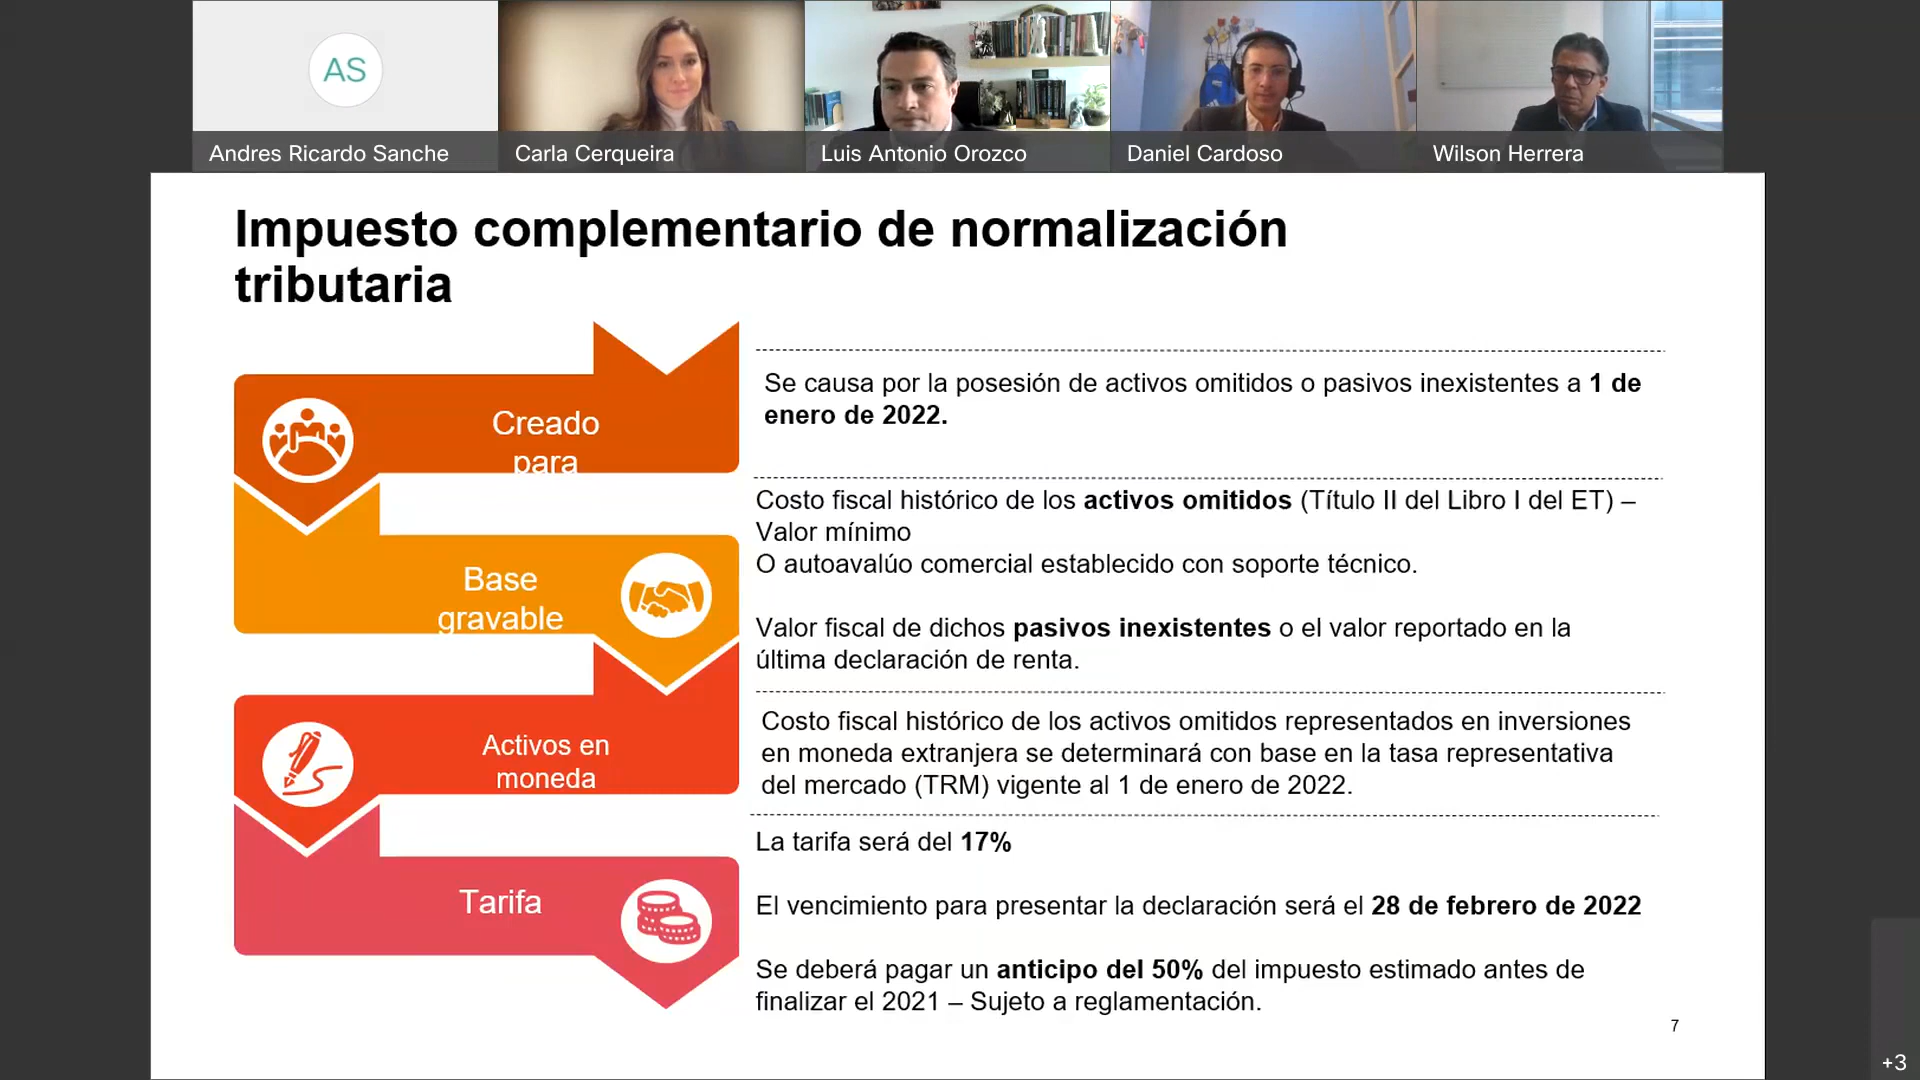 AS
Andres Ricardo Sanche
Carla Cerqueira
Luis Antonio Orozco
Daniel Cardoso
Wilson Herrera
Impuesto complementario de normalización
tributaria
Creado
para
Se causa por la posesión de activos omitidos o pasivos inexistentes a 1 de
enero de 2022.
Base
gravable
Costo fiscal histórico de los activos omitidos (Título II del Libro I del ET) –
Valor mínimo
O autoavalúo comercial establecido con soporte técnico.
Valor fiscal de dichos pasivos inexistentes o el valor reportado en la
última declaración de renta.
Activos en
moneda
Costo fiscal histórico de los activos omitidos representados en inversiones
en moneda extranjera se determinará con base en la tasa representativa
del mercado (TRM) vigente al 1 de enero de 2022.
Tarifa
La tarifa será del 17%
El vencimiento para presentar la declaración será el 28 de febrero de 2022
Se deberá pagar un anticipo del 50% del impuesto estimado antes de
finalizar el 2021 – Sujeto a reglamentación.
7
+3